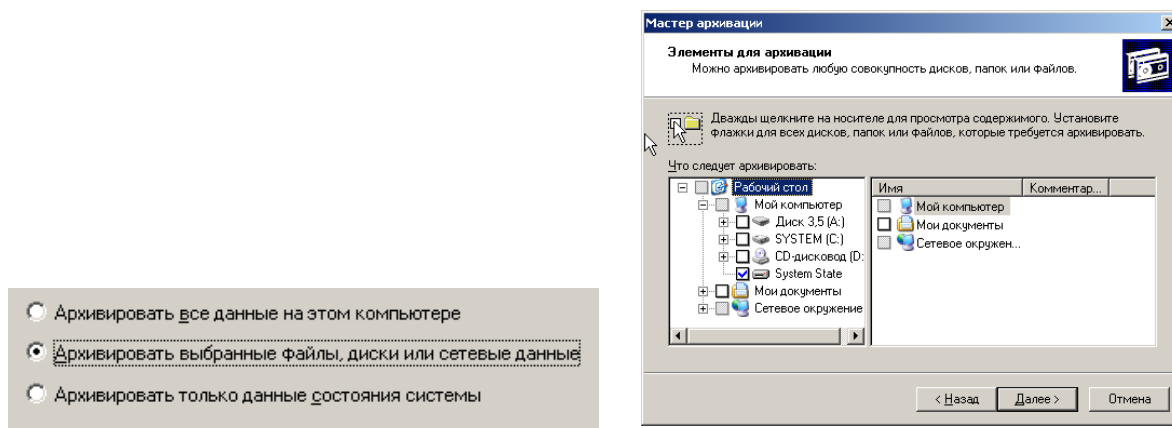 Архивировать все данные на этом компьютере
Архивировать выбранные файлы, диски или сетевые данные
Архивировать только данные состояния системы
Мастер архивации
Элементы для архивации
Можно архивировать любую совокупность дисков, папок или файлов.
Дважды щелкните на носителе для просмотра содержимого. Установите
флажки для всех дисков, папок или файлов, которые требуется архивировать.
Что следует архивировать:
Рабочий стол
Мой компьютер
Диск 3,5 (A:)
SYSTEM (C:)
CD-дисковод (D:
System State
Мои документы
Сетевое окружение
Имя Комментар...
Мой компьютер
Мои документы
Сетевое окружен...
< Назад Далее > Отмена